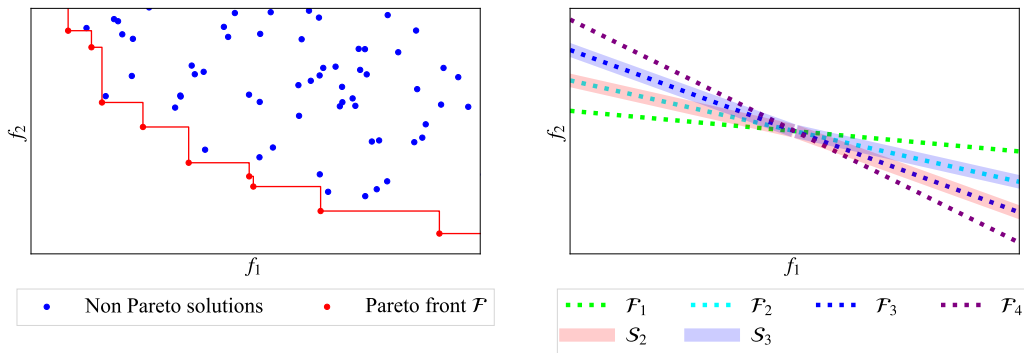 f₂
f₁
Non Pareto solutions
Pareto front ℱ
f₂
f₁
ℱ₁
ℱ₂
ℱ₃
ℱ₄
𝒮₂
𝒮₃